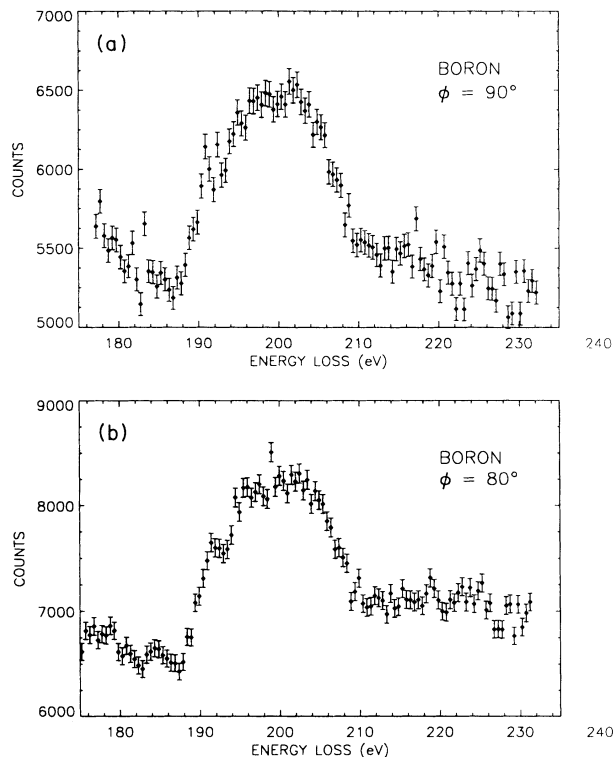 7000
(a)
BORON
φ = 90°
6500
COUNTS
6000
5500
5000
180 190 200 210 220 230 240
ENERGY LOSS (eV)
9000
(b)
BORON
φ = 80°
8000
COUNTS
7000
6000
180 190 200 210 220 230 240
ENERGY LOSS (eV)